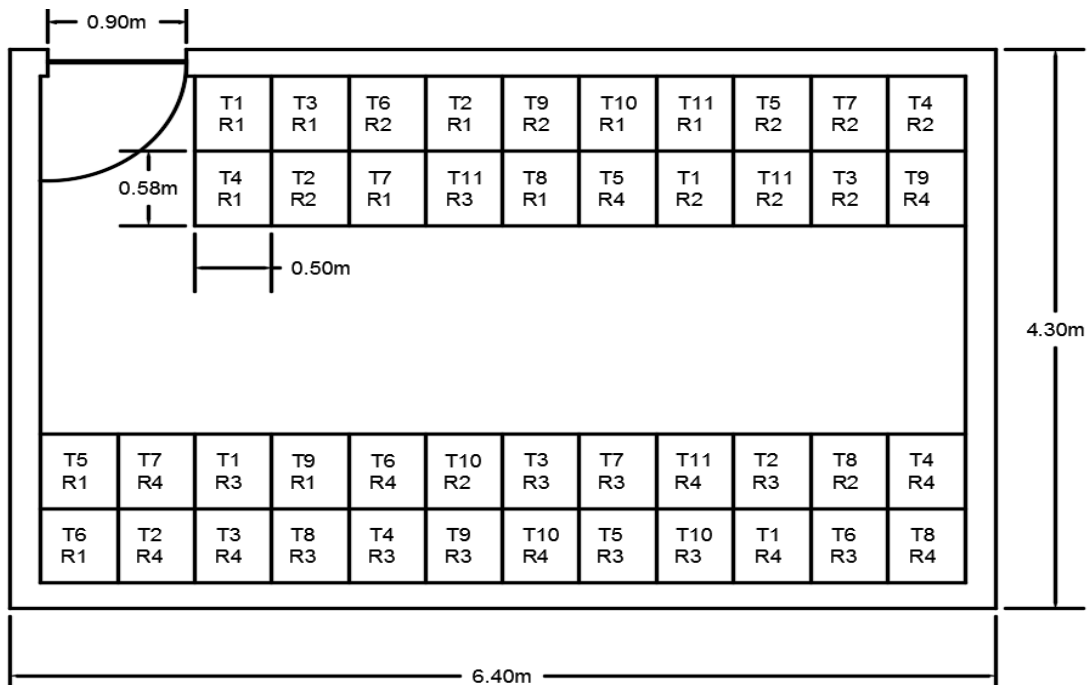 0.90m
T1 T3 T6 T2 T9 T10 T11 T5 T7 T4
R1 R1 R2 R1 R2 R1 R1 R2 R2 R2
0.58m
T4 T2 T7 T11 T8 T5 T1 T11 T3 T9
R1 R2 R1 R3 R1 R4 R2 R2 R2 R4
0.50m
4.30m
T5 T7 T1 T9 T6 T10 T3 T7 T11 T2 T8 T4
R1 R4 R3 R1 R4 R2 R3 R3 R4 R3 R2 R4
T6 T2 T3 T8 T4 T9 T10 T5 T10 T1 T6 T8
R1 R4 R4 R3 R3 R3 R4 R3 R3 R4 R3 R4
6.40m